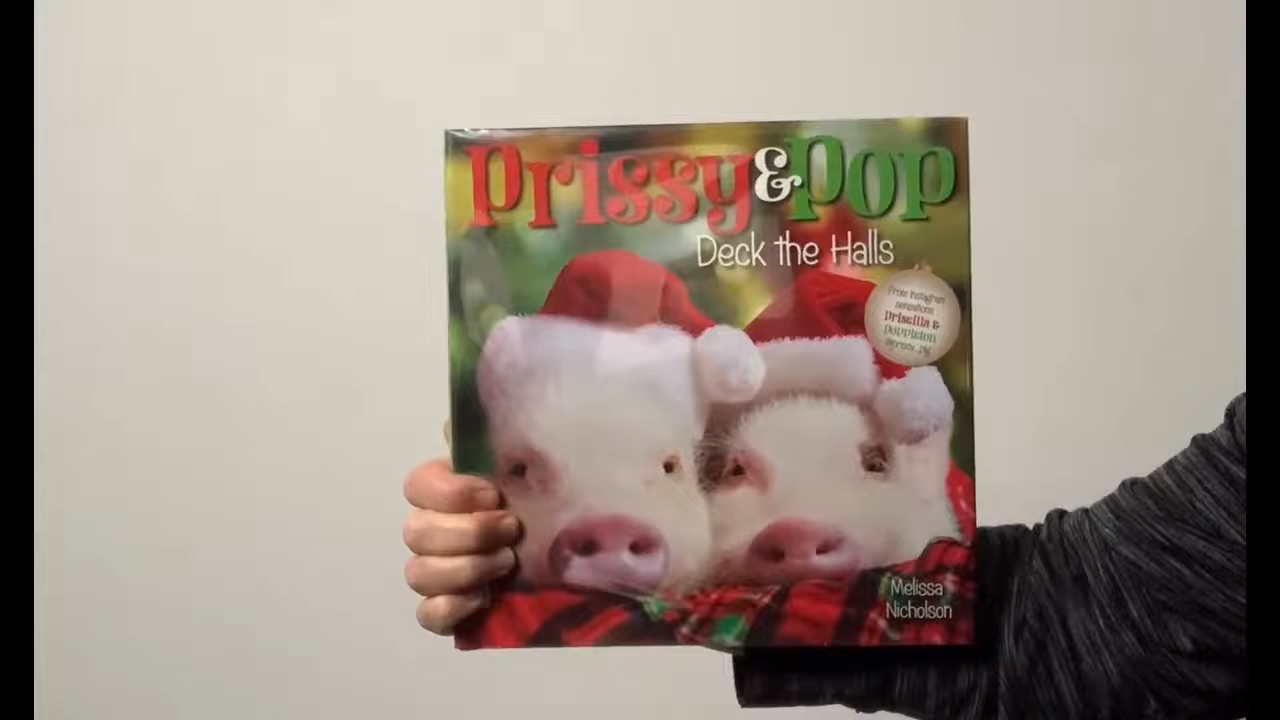 Prissy & Pop
Deck the Halls
From Instagram
sensations
Priscilla &
Poppleton
Melissa
Nicholson